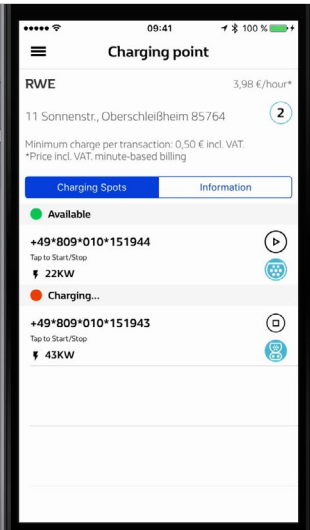 09:41
100 %
Charging point
RWE
3,98 €/hour*
11 Sonnenstr., Oberschleißheim 85764
2
Minimum charge per transaction: 0,50 € incl. VAT.
*Price incl. VAT. minute-based billing
Charging Spots
Information
Available
+49*809*010*151944
Tap to Start/Stop
22KW
Charging...
+49*809*010*151943
Tap to Start/Stop
43KW